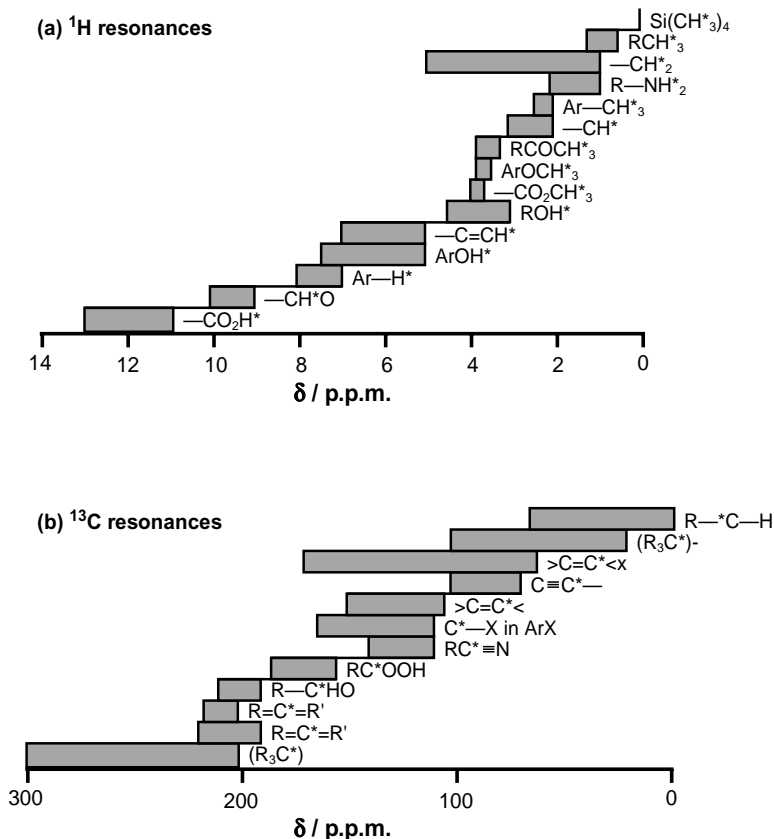 (a) ¹H resonances
Si(CH*₃)₄
RCH*₃
—CH*₂
R—NH*₂
Ar—CH*₃
—CH*
RCOCH*₃
ArOCH*₃
—CO₂CH*₃
ROH*
—C=CH*
ArOH*
Ar—H*
—CH*O
—CO₂H*
14 12 10 8 6 4 2 0
δ / p.p.m.
(b) ¹³C resonances
R—*C—H
(R₃C*)-
>C=C*<x
C≡C*—
>C=C*<
C*—X in ArX
RC*≡N
RC*OOH
R—C*HO
R=C*=R'
R=C*=R'
(R₃C*)
300 200 100 0
δ / p.p.m.